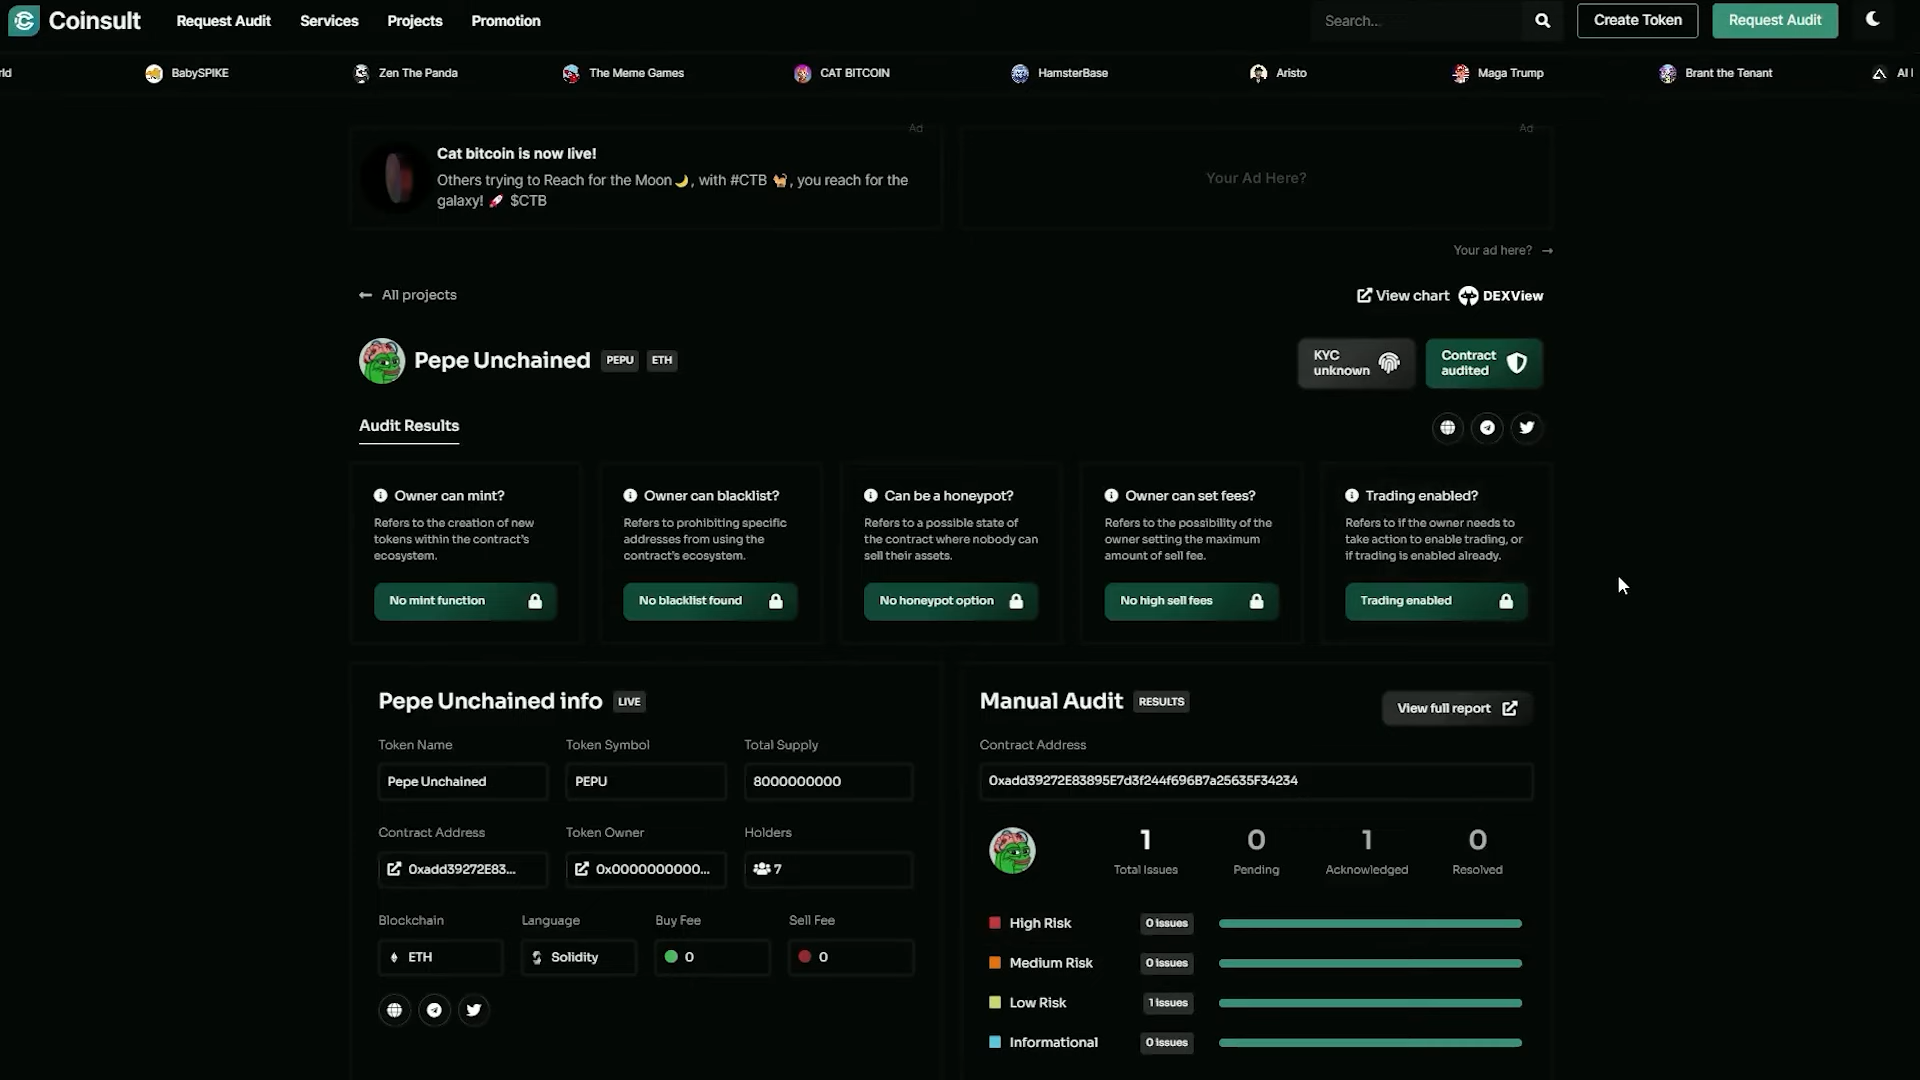 Coinsult
Request Audit
Services
Projects
Promotion
Search...
Create Token
Request Audit
rld
BabySPIKE
Zen The Panda
The Meme Games
CAT BITCOIN
HamsterBase
Aristo
Maga Trump
Brant the Tenant
AI
Ad
Cat bitcoin is now live!
Others trying to Reach for the Moon🌙, with #CTB 🐈, you reach for the
galaxy! 🚀 $CTB
Ad
Your Ad Here?
Your ad here? →
← All projects
View chart
DEXView
Pepe Unchained
PEPU
ETH
KYC
unknown
Contract
audited
Audit Results
Owner can mint?
Refers to the creation of new
tokens within the contract's
ecosystem.
No mint function
Owner can blacklist?
Refers to prohibiting specific
addresses from using the
contract's ecosystem.
No blacklist found
Can be a honeypot?
Refers to a possible state of
the contract where nobody can
sell their assets.
No honeypot option
Owner can set fees?
Refers to the possibility of the
owner setting the maximum
amount of sell fee.
No high sell fees
Trading enabled?
Refers to if the owner needs to
take action to enable trading, or
if trading is enabled already.
Trading enabled
Pepe Unchained info
LIVE
Token Name
Pepe Unchained
Token Symbol
PEPU
Total Supply
8000000000
Contract Address
0xadd39272E83...
Token Owner
0x0000000000...
Holders
7
Blockchain
ETH
Language
Solidity
Buy Fee
0
Sell Fee
0
Manual Audit
RESULTS
View full report
Contract Address
0xadd39272E83895E7d3f244f696B7a25635F34234
1
Total Issues
0
Pending
1
Acknowledged
0
Resolved
High Risk
0 issues
Medium Risk
0 issues
Low Risk
1 issues
Informational
0 issues